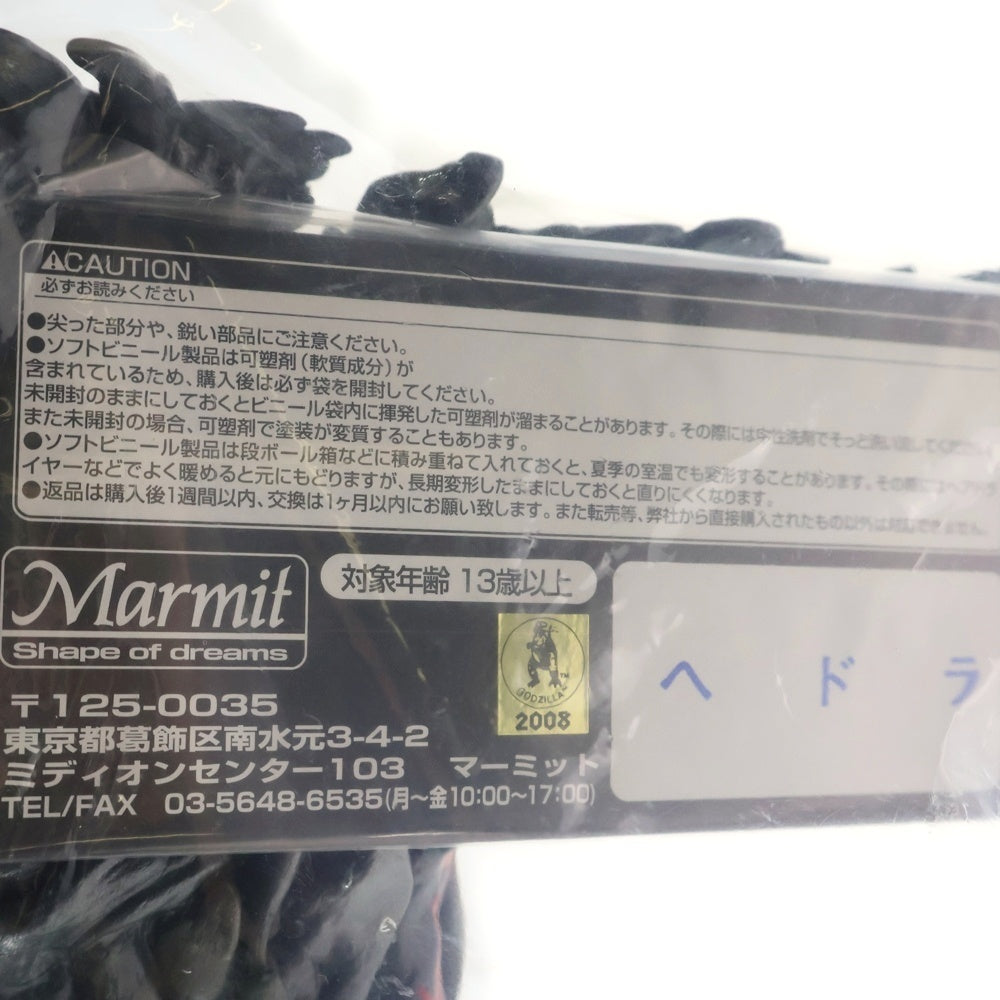 ⚠CAUTION
必ずお読みください
●尖った部分や、鋭い部品にご注意ください。
●ソフトビニール製品は可塑剤（軟質成分）が
含まれているため、購入後は必ず袋を開封してください。
未開封のままにしておくとビニール袋内に揮発した可塑剤が溜まることがあります。その際には中性洗剤でそっと洗い流してください。
また未開封の場合、可塑剤で塗装が変質することもあります。
●ソフトビニール製品は段ボール箱などに積み重ねて入れておくと、夏季の室温でも変形することがあります。その際には
イヤーなどでよく暖めると元にもどりますが、長期変形したままにしておくと直りにくくなります。
●返品は購入後1週間以内、交換は1ヶ月以内にお願い致します。また転売等、弊社から直接購入されたもの以外は対応できません。
Marmit
Shape of dreams
対象年齢 13歳以上
GODZILLA™
2008
ヘドラ
〒125-0035
東京都葛飾区南水元3-4-2
ミディオンセンター103 マーミット
TEL/FAX 03-5648-6535(月～金10:00～17:00)